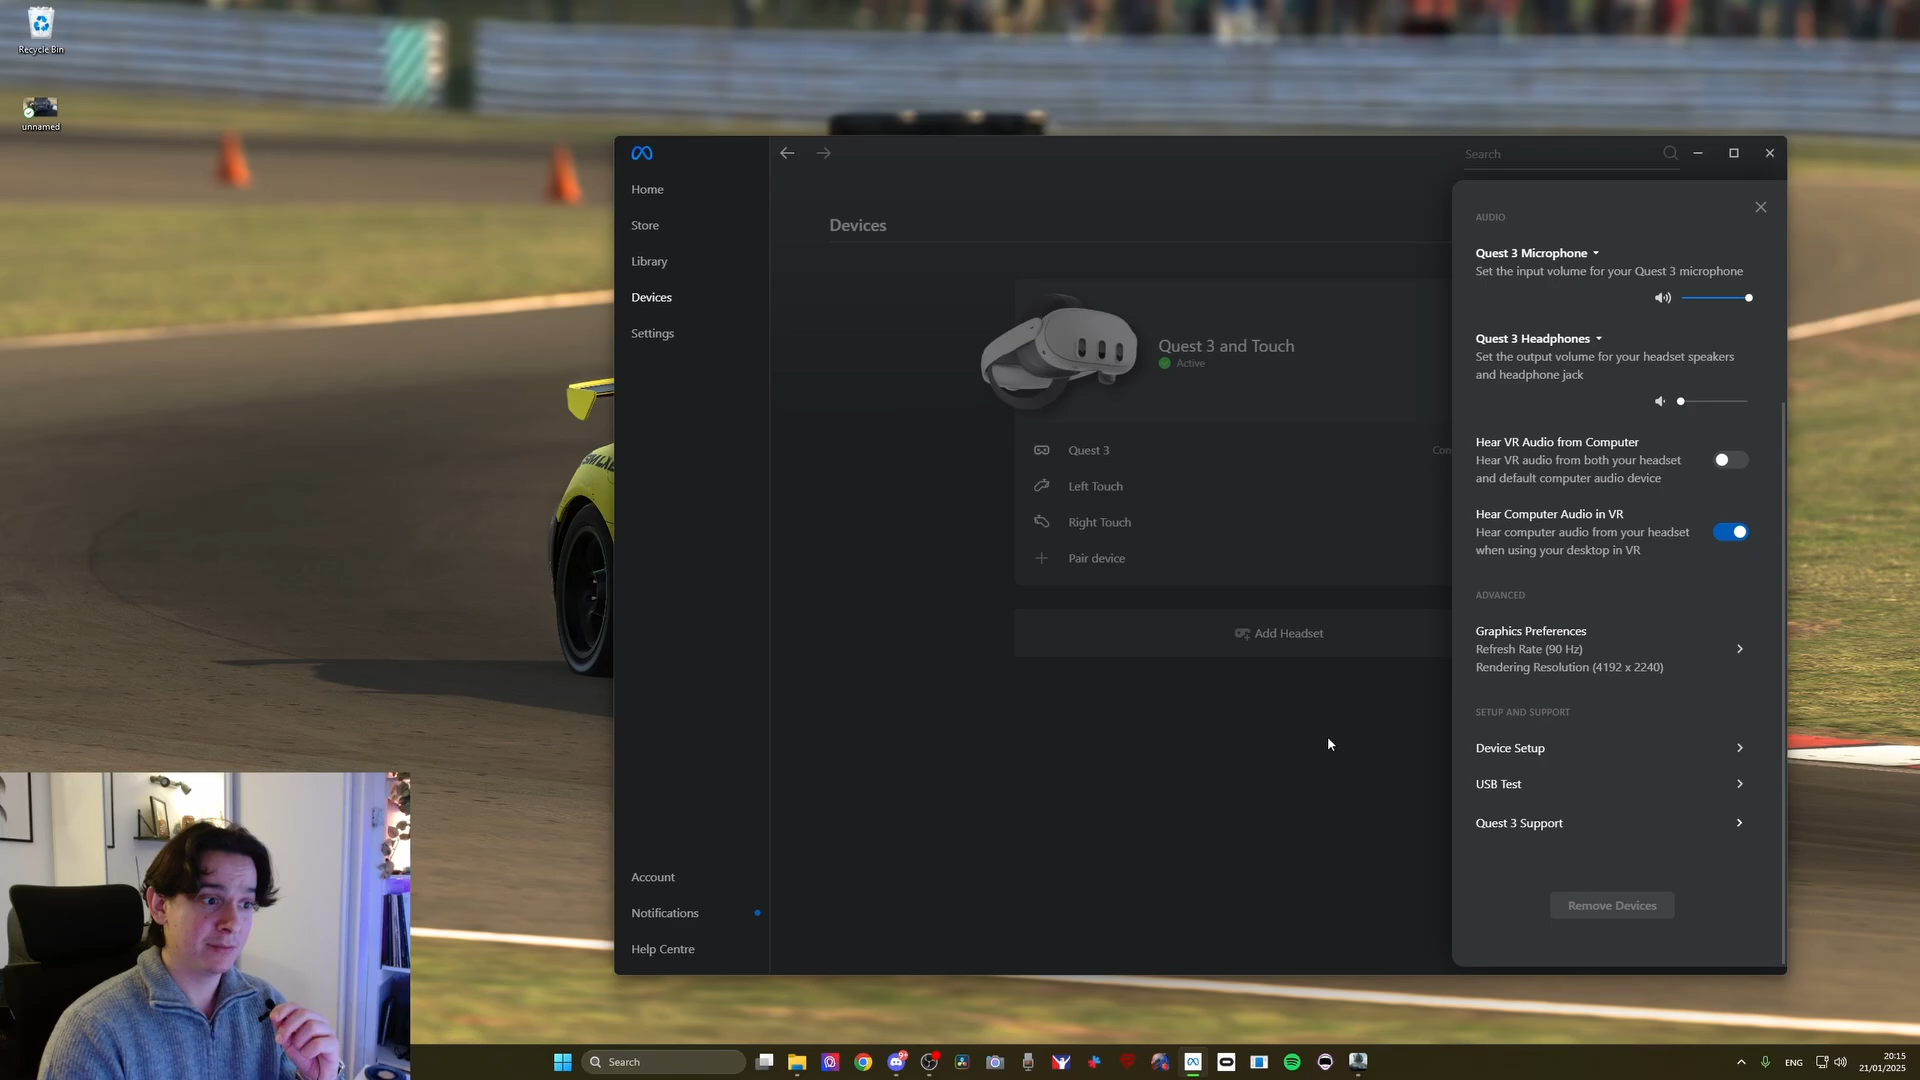 Recycle Bin
unnamed
Search
Home
Store
Library
Devices
Settings
Account
Notifications
Help Centre
Devices
Quest 3 and Touch
Active
Quest 3
Con
Left Touch
Right Touch
Pair device
Add Headset
AUDIO
Quest 3 Microphone
Set the input volume for your Quest 3 microphone
Quest 3 Headphones
Set the output volume for your headset speakers
and headphone jack
Hear VR Audio from Computer
Hear VR audio from both your headset
and default computer audio device
Hear Computer Audio in VR
Hear computer audio from your headset
when using your desktop in VR
ADVANCED
Graphics Preferences
Refresh Rate (90 Hz)
Rendering Resolution (4192 x 2240)
SETUP AND SUPPORT
Device Setup
USB Test
Quest 3 Support
Remove Devices
Search
ENG
20:15
21/01/2025